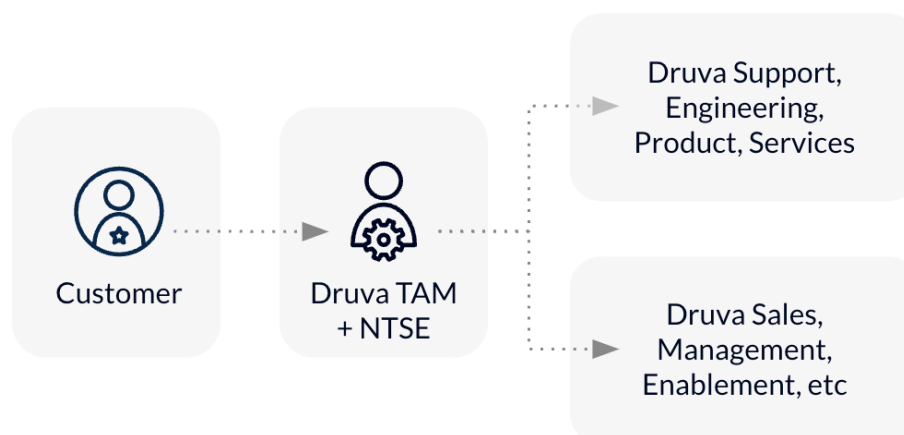 Customer
Druva TAM
+ NTSE
Druva Support,
Engineering,
Product, Services
Druva Sales,
Management,
Enablement, etc